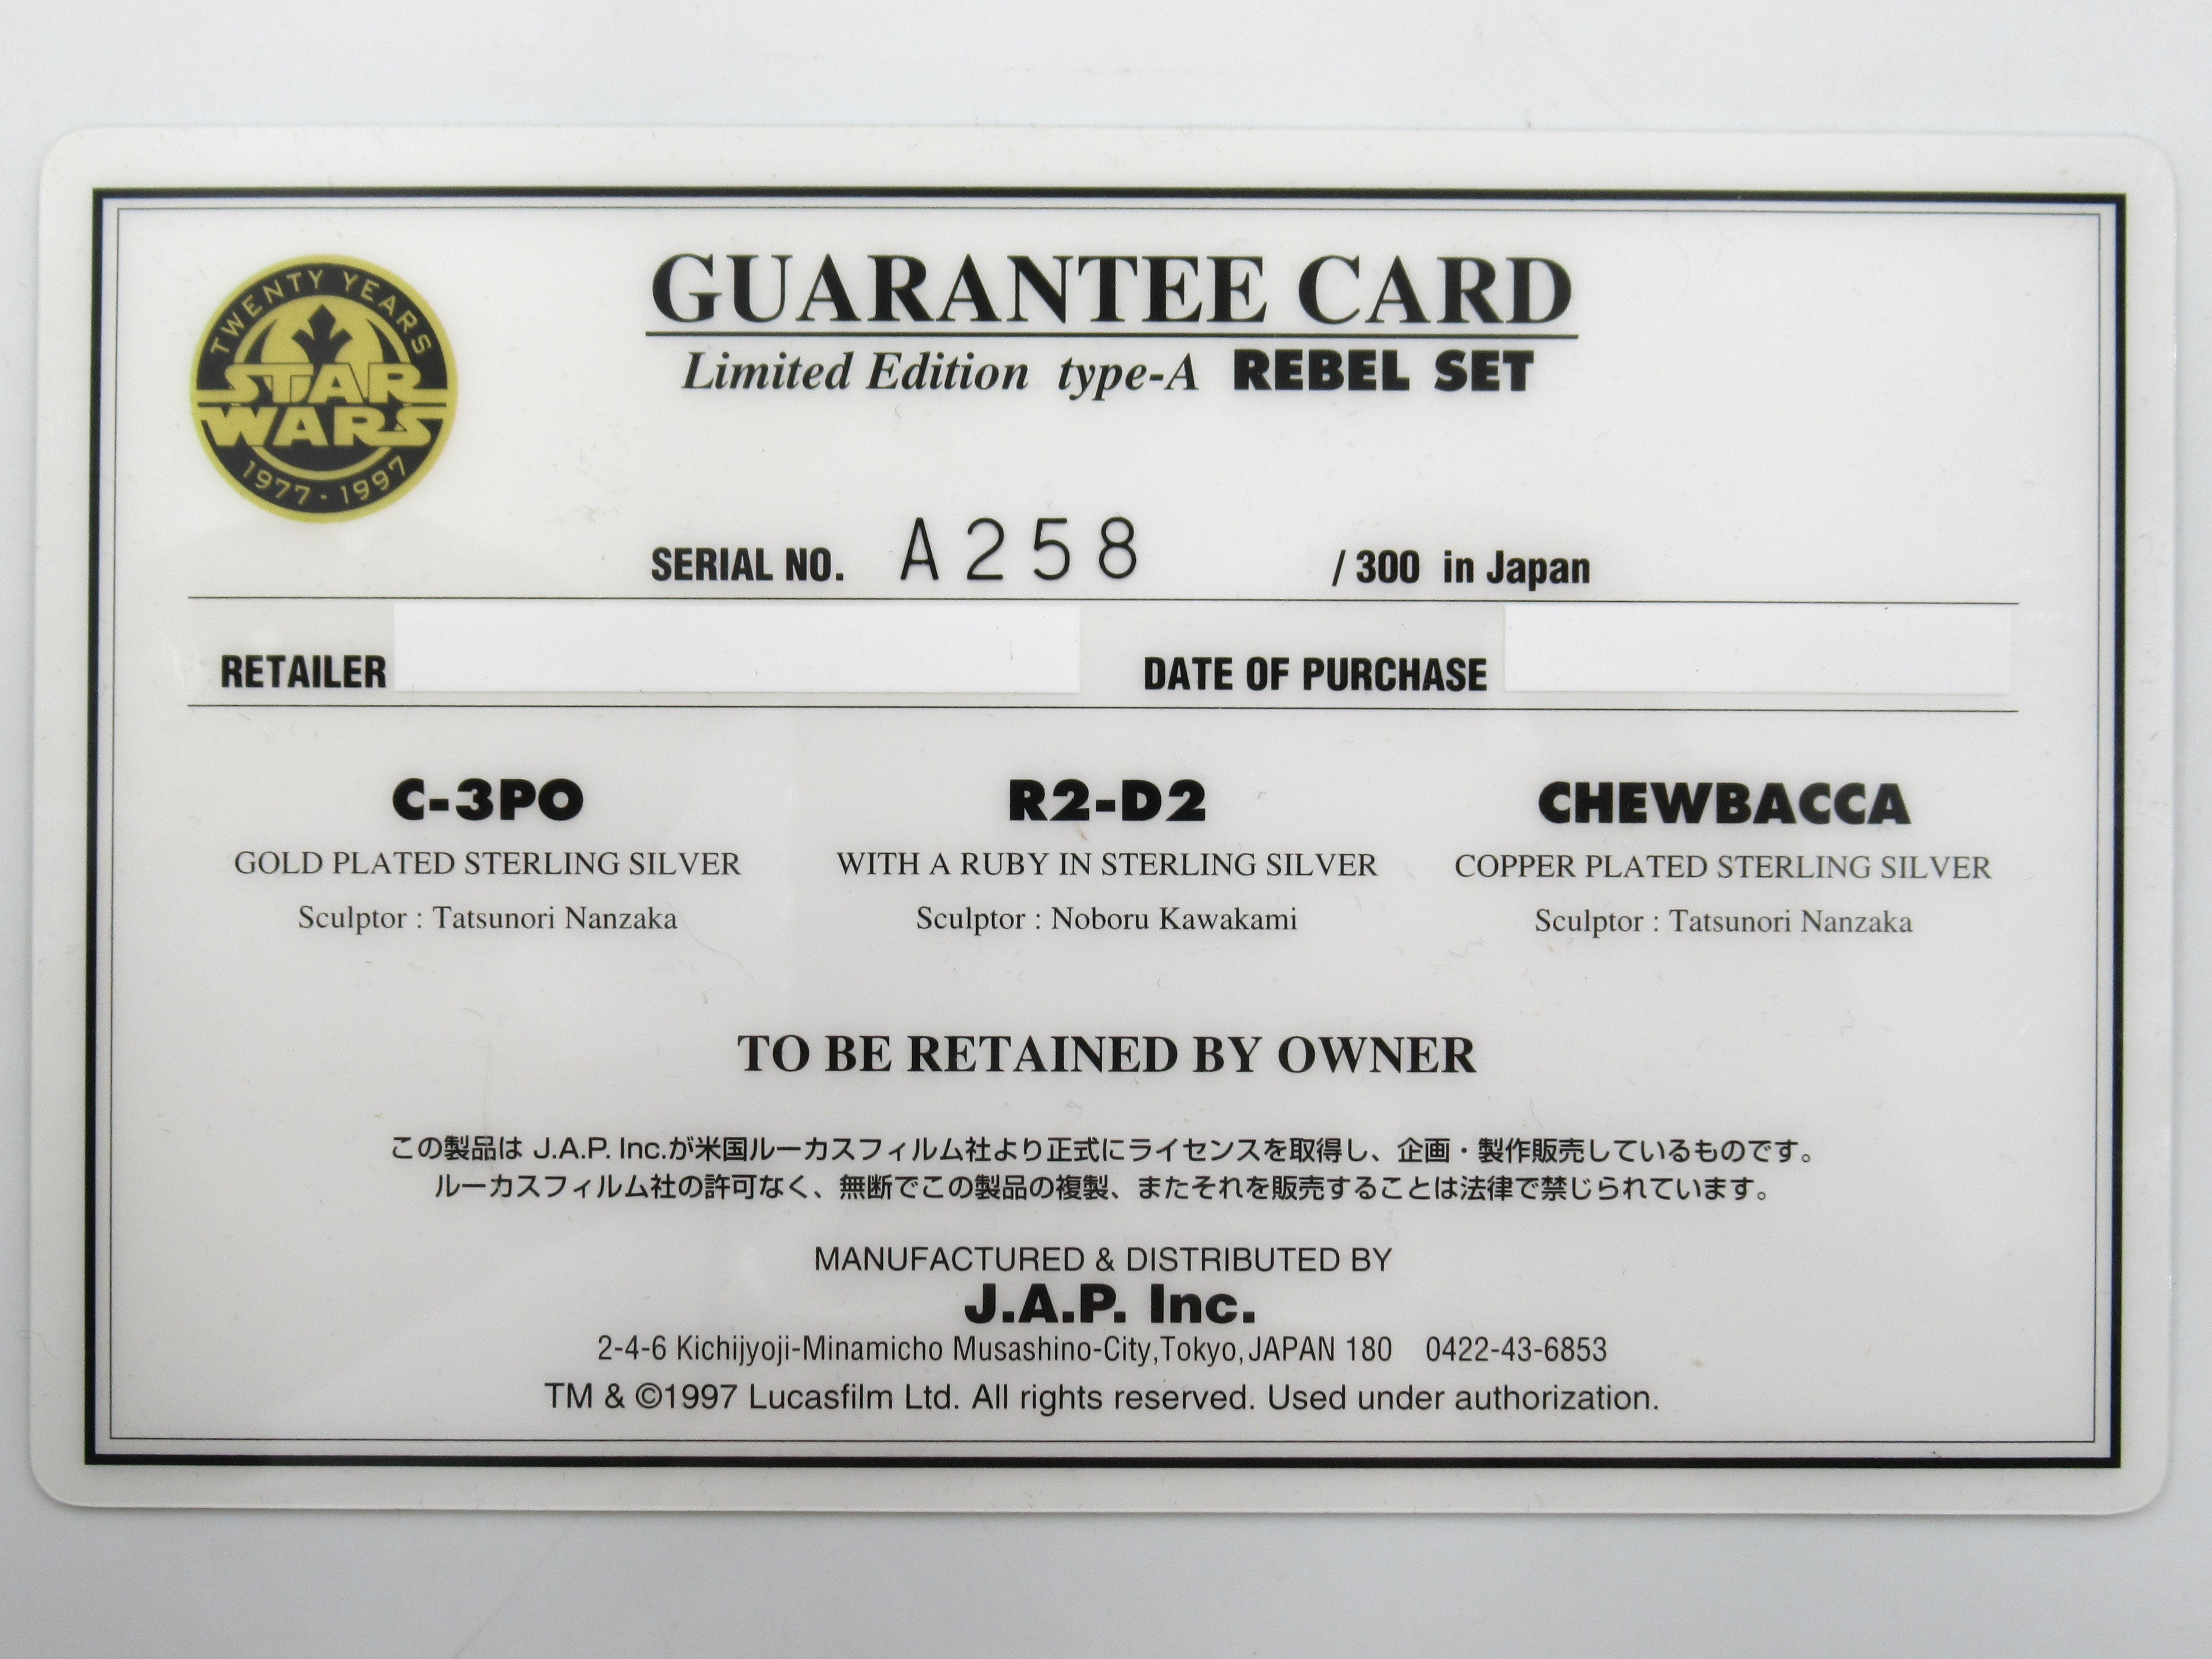 TWENTY YEARS
STAR
WARS
1977・1997
GUARANTEE CARD
Limited Edition type-A REBEL SET
SERIAL NO. A258 / 300 in Japan
RETAILER DATE OF PURCHASE
C-3PO R2-D2 CHEWBACCA
GOLD PLATED STERLING SILVER WITH A RUBY IN STERLING SILVER COPPER PLATED STERLING SILVER
Sculptor : Tatsunori Nanzaka Sculptor : Noboru Kawakami Sculptor : Tatsunori Nanzaka
TO BE RETAINED BY OWNER
この製品は J.A.P. Inc.が米国ルーカスフィルム社より正式にライセンスを取得し、企画・製作販売しているものです。
ルーカスフィルム社の許可なく、無断でこの製品の複製、またそれを販売することは法律で禁じられています。
MANUFACTURED & DISTRIBUTED BY
J.A.P. Inc.
2-4-6 Kichijyoji-Minamicho Musashino-City,Tokyo,JAPAN 180 0422-43-6853
TM & ©1997 Lucasfilm Ltd. All rights reserved. Used under authorization.